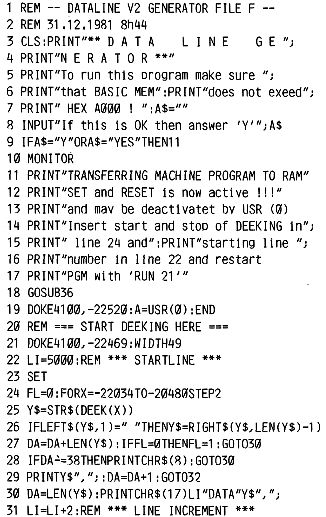 1 REM -- DATALINE V2 GENERATOR FILE F --
2 REM 31.12.1981 8h44
3 CLS:PRINT"** D A T A    L I N E    G E";
4 PRINT"N E R A T O R **"
5 PRINT"To run this program make sure ";
6 PRINT"that BASIC MEM":PRINT"does not exeed";
7 PRINT" HEX A000 ! ":A$=""
8 INPUT"If this is OK then answer 'Y'";A$
9 IFA$="Y"ORA$="YES"THEN11
10 MONITOR
11 PRINT"TRANSFERRING MACHINE PROGRAM TO RAM"
12 PRINT"SET and RESET is now active !!!"
13 PRINT"and may be deactivatet by USR (0)
14 PRINT"Insert start and stop of DEEKING in";
15 PRINT" line 24 and":PRINT"starting line ";
16 PRINT"number in line 22 and restart
17 PRINT"PGM with 'RUN 21'"
18 GOSUB36
19 DOKE4100,-22520:A=USR(0):END
20 REM === START DEEKING HERE ===
21 DOKE4100,-22469:WIDTH49
22 LI=5000:REM *** STARTLINE ***
23 SET
24 FL=0:FORX=-22034TO-20480STEP2
25 Y$=STR$(DEEK(X))
26 IFLEFT$(Y$,1)=" "THENY$=RIGHT$(Y$,LEN(Y$)-1)
27 DA=DA+LEN(Y$):IFFL=0THENFL=1:GOTO30
28 IFDA>=38THENPRINTCHR$(8):GOTO30
29 PRINTY$",";:DA=DA+1:GOTO32
30 DA=LEN(Y$):PRINTCHR$(17)LI"DATA"Y$",";
31 LI=LI+2:REM *** LINE INCREMENT ***